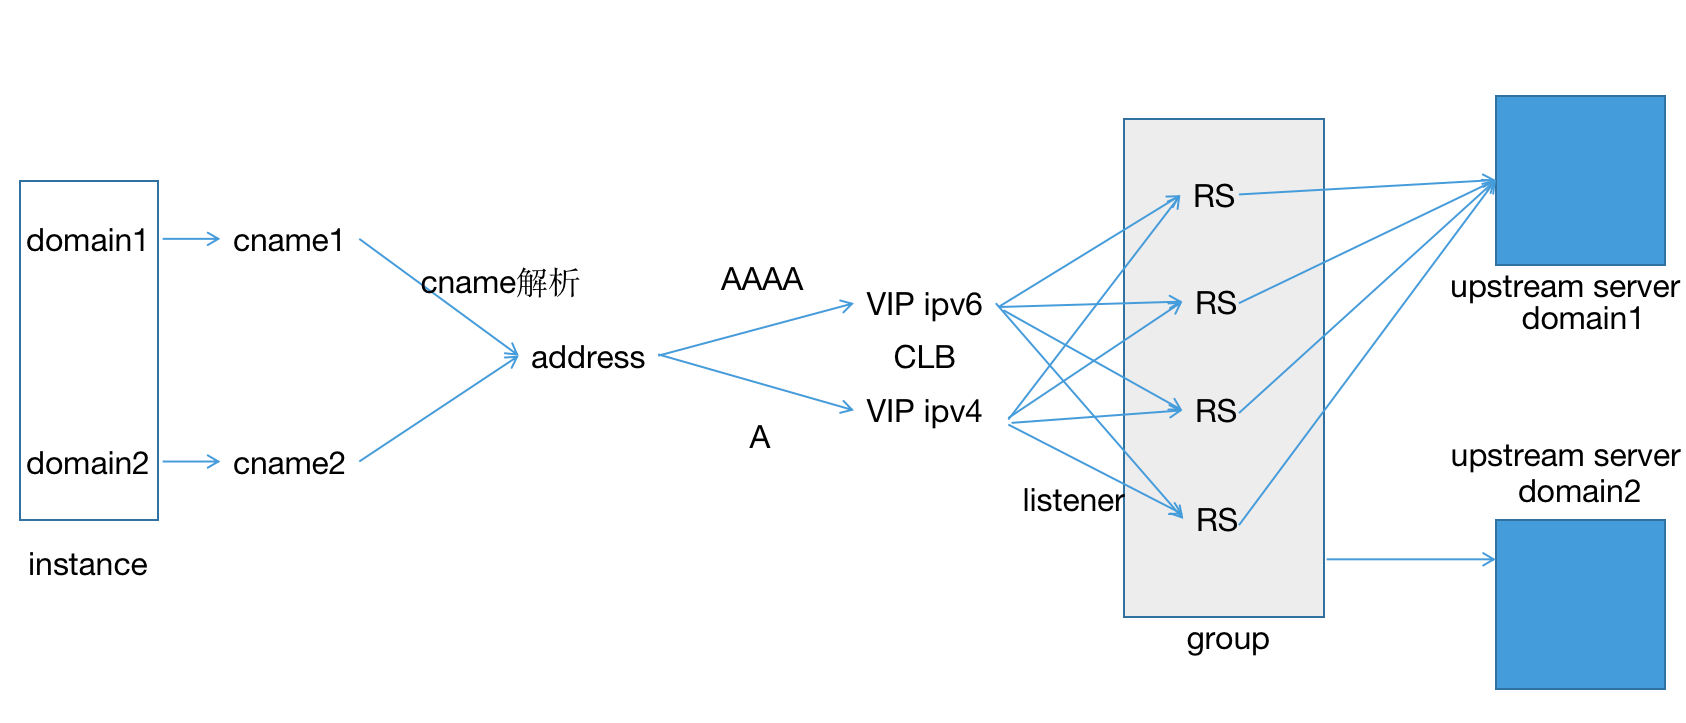 domain1
cname1
cname解析
domain2
cname2
instance
address
AAAA
A
VIP ipv6
CLB
VIP ipv4
listener
RS
RS
RS
RS
group
upstream server
domain1
upstream server
domain2